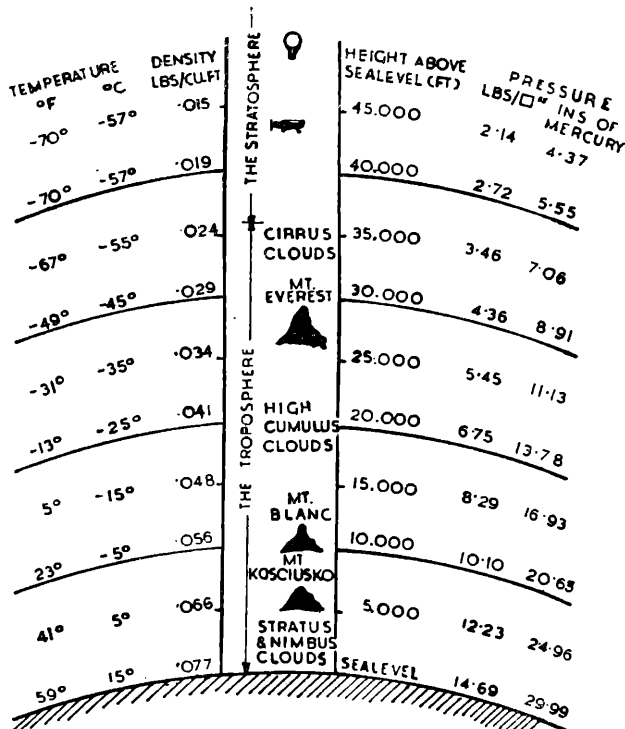 TEMPERATURE
°F °C
DENSITY
LBS/CU.FT
THE STRATOSPHERE
HEIGHT ABOVE
SEALEVEL (FT)
PRESSURE
LBS/□" INS OF
MERCURY
-70° -57° ·015 45.000 2·14 4·37
-70° -57° ·019 40.000 2·72 5·55
-67° -55° ·024 CIRRUS 35.000 3·46 7·06
CLOUDS
MT.
EVEREST
-49° -45° ·029 30.000 4·36 8·91
-31° -35° ·034 25.000 5·45 11·13
THE TROPOSPHERE
-13° -25° ·041 HIGH 20.000 6·75 13·78
CUMULUS
CLOUDS
5° -15° ·048 15.000 8·29 16·93
MT.
BLANC
23° -5° ·056 10.000 10·10 20·65
MT
KOSCIUSKO
41° 5° ·066 5.000 12·23 24·96
STRATUS
& NIMBUS
CLOUDS
59° 15° ·077 SEALEVEL 14·69 29·99